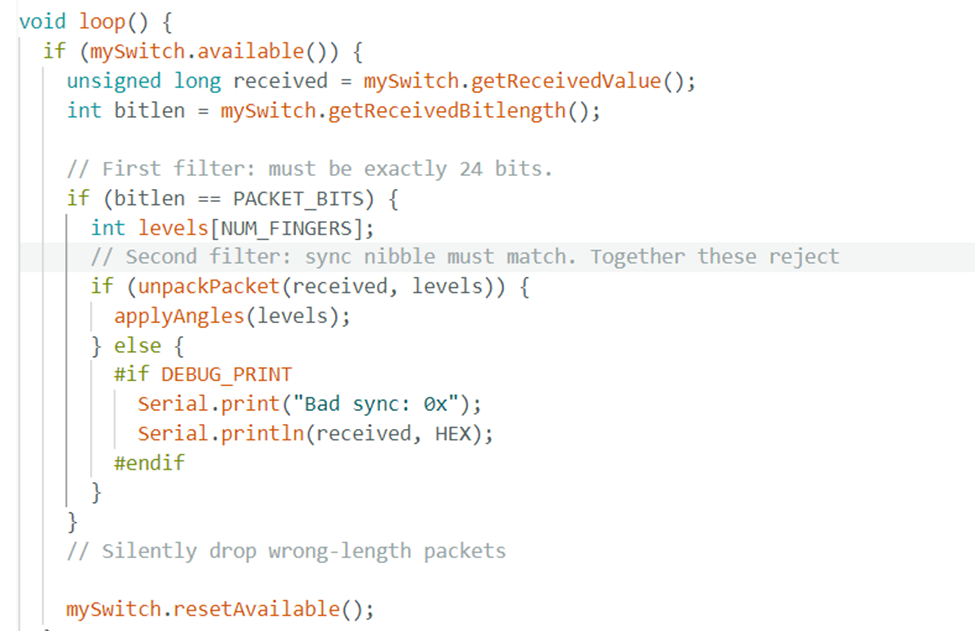 void loop() {
if (mySwitch.available()) {
unsigned long received = mySwitch.getReceivedValue();
int bitlen = mySwitch.getReceivedBitlength();
// First filter: must be exactly 24 bits.
if (bitlen == PACKET_BITS) {
int levels[NUM_FINGERS];
// Second filter: sync nibble must match. Together these reject
if (unpackPacket(received, levels)) {
applyAngles(levels);
} else {
#if DEBUG_PRINT
Serial.print("Bad sync: 0x");
Serial.println(received, HEX);
#endif
}
}
// Silently drop wrong-length packets
mySwitch.resetAvailable();